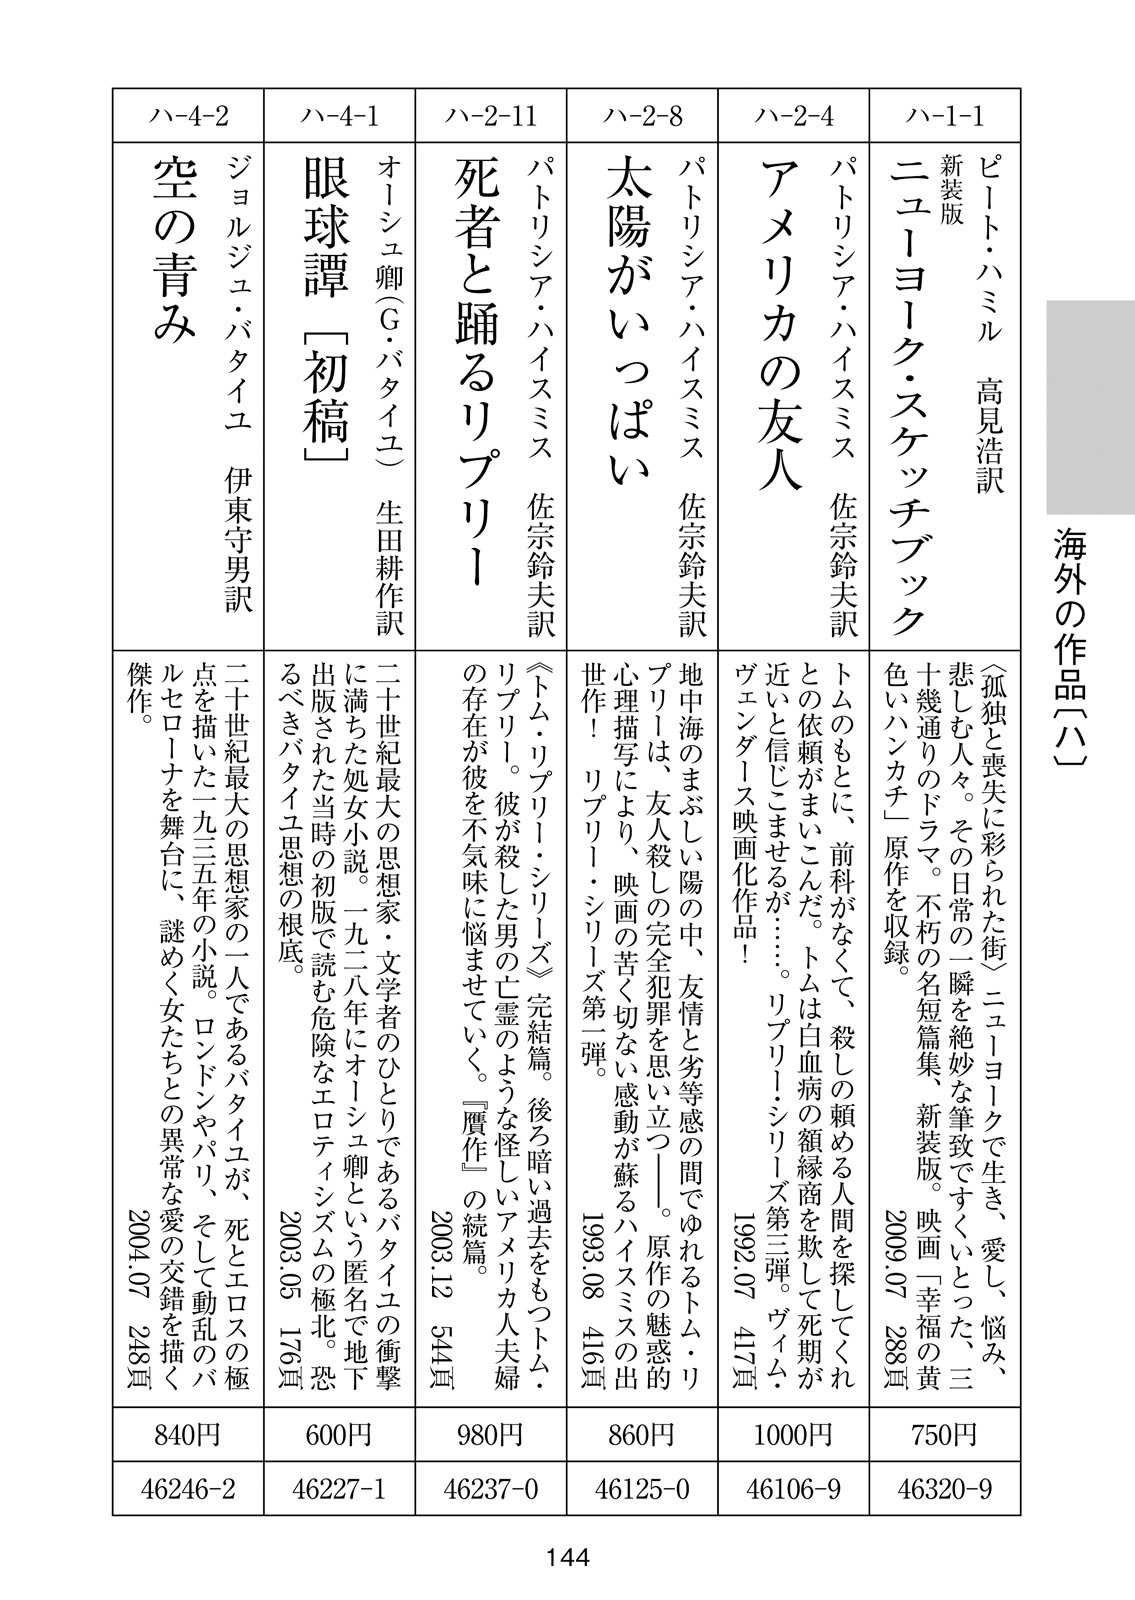 海外の作品〔ハ〕
ハ-1-1
ピート・ハミル 高見浩訳
新装版
ニューヨーク・スケッチブック
〈孤独と喪失に彩られた街〉ニューヨークで生き、愛し、悩み、
悲しむ人々。その日常の一瞬を絶妙な筆致ですくいとった、三
十幾通りのドラマ。不朽の名短篇集、新装版。映画「幸福の黄
色いハンカチ」原作を収録。
2009.07 288頁
750円
46320-9
ハ-2-4
パトリシア・ハイスミス 佐宗鈴夫訳
アメリカの友人
トムのもとに、前科がなくて、殺しの頼める人間を探してくれ
との依頼がまいこんだ。トムは白血病の額縁商を欺して死期が
近いと信じこませるが……。リプリー・シリーズ第三弾。ヴィム・
ヴェンダース映画化作品！
1992.07 417頁
1000円
46106-9
ハ-2-8
パトリシア・ハイスミス 佐宗鈴夫訳
太陽がいっぱい
地中海のまぶしい陽の中、友情と劣等感の間でゆれるトム・リ
プリーは、友人殺しの完全犯罪を思い立つ――。原作の魅惑的
心理描写により、映画の苦く切ない感動が蘇るハイスミスの出
世作！ リプリー・シリーズ第一弾。
1993.08 416頁
860円
46125-0
ハ-2-11
パトリシア・ハイスミス 佐宗鈴夫訳
死者と踊るリプリー
《トム・リプリー・シリーズ》完結篇。後ろ暗い過去をもつトム・
リプリー。彼が殺した男の亡霊のような怪しいアメリカ人夫婦
の存在が彼を不気味に悩ませていく。『贋作』の続篇。
2003.12 544頁
980円
46237-0
ハ-4-1
オーシュ卿（G・バタイユ） 生田耕作訳
眼球譚［初稿］
二十世紀最大の思想家・文学者のひとりであるバタイユの衝撃
に満ちた処女小説。一九二八年にオーシュ卿という匿名で地下
出版された当時の初版で読む危険なエロティシズムの極北。恐
るべきバタイユ思想の根底。
2003.05 176頁
600円
46227-1
ハ-4-2
ジョルジュ・バタイユ 伊東守男訳
空の青み
二十世紀最大の思想家の一人であるバタイユが、死とエロスの極
点を描いた一九三五年の小説。ロンドンやパリ、そして動乱のバ
ルセローナを舞台に、謎めく女たちとの異常な愛の交錯を描く
傑作。
2004.07 248頁
840円
46246-2
144